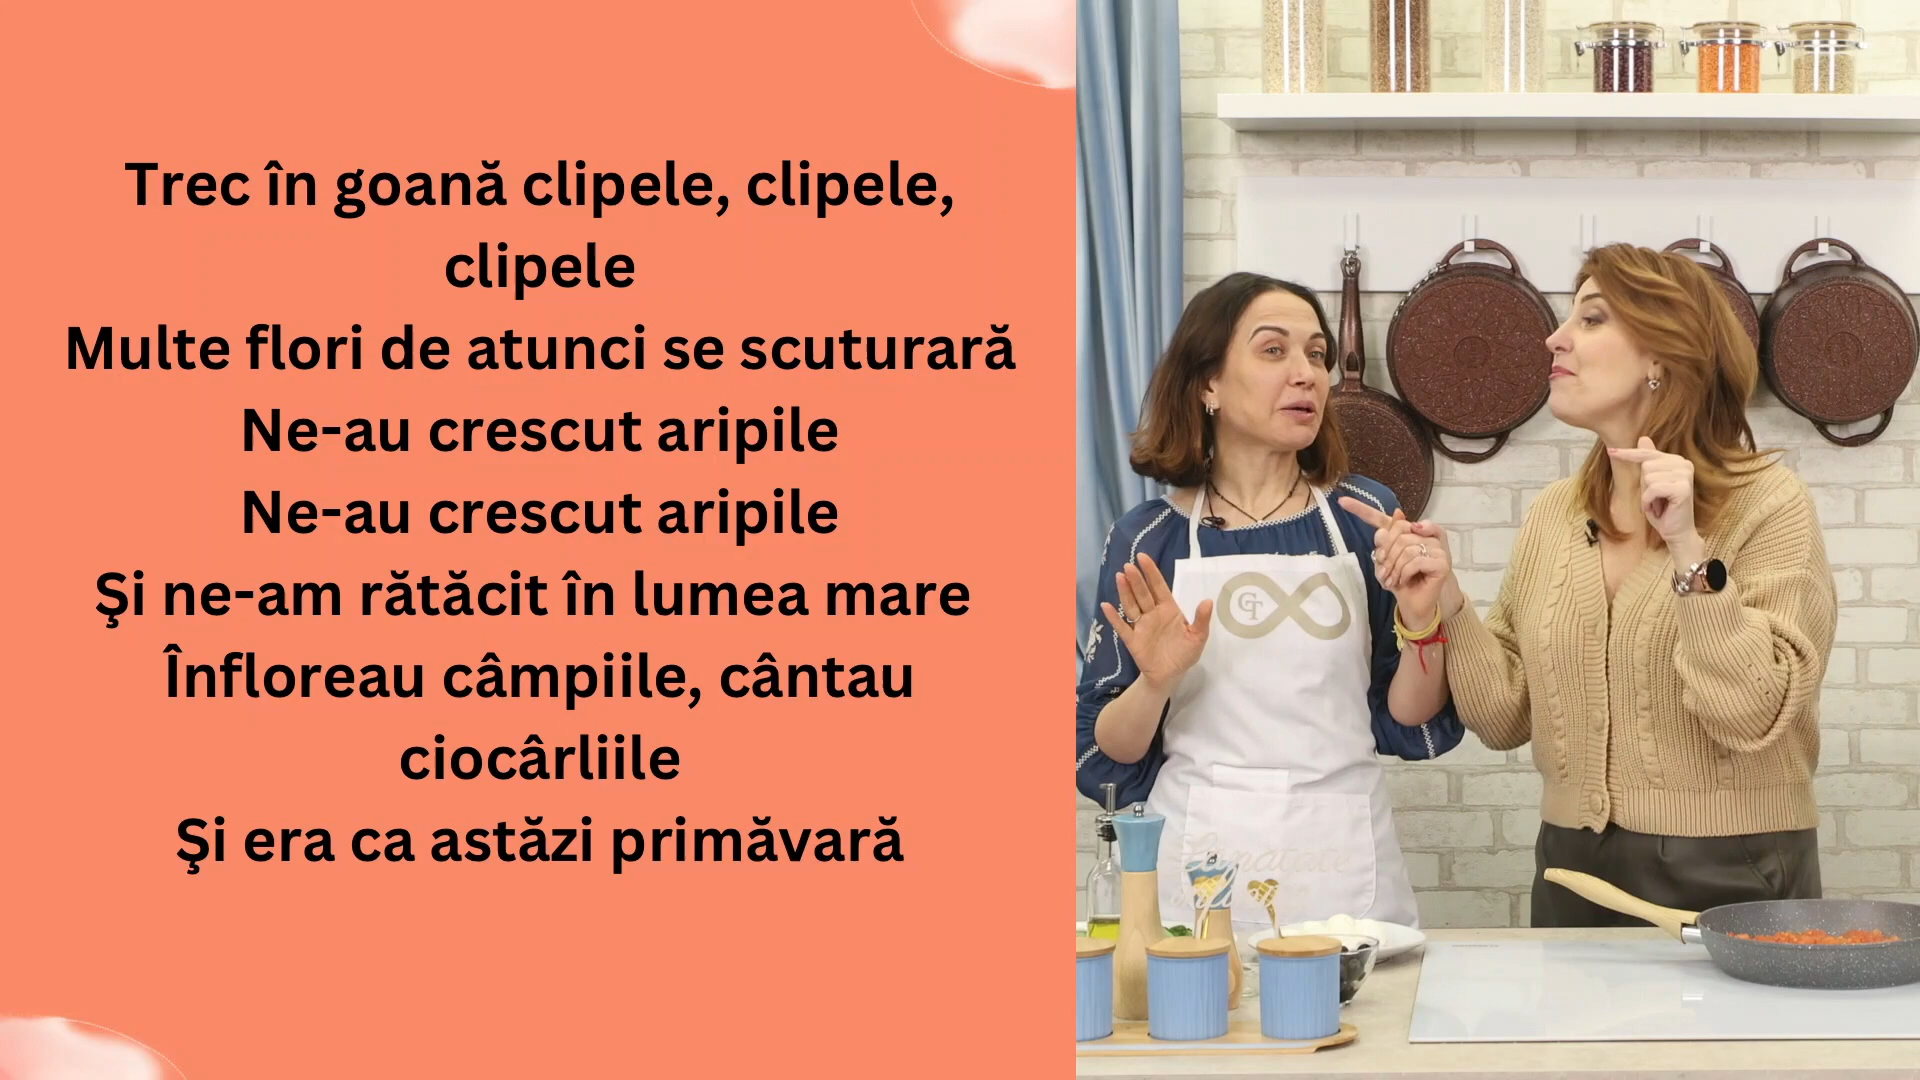 Trec în goană clipele, clipele,
clipele
Multe flori de atunci se scuturară
Ne-au crescut aripile
Ne-au crescut aripile
Şi ne-am rătăcit în lumea mare
Înfloreau câmpiile, cântau
ciocârliile
Şi era ca astăzi primăvară
GT